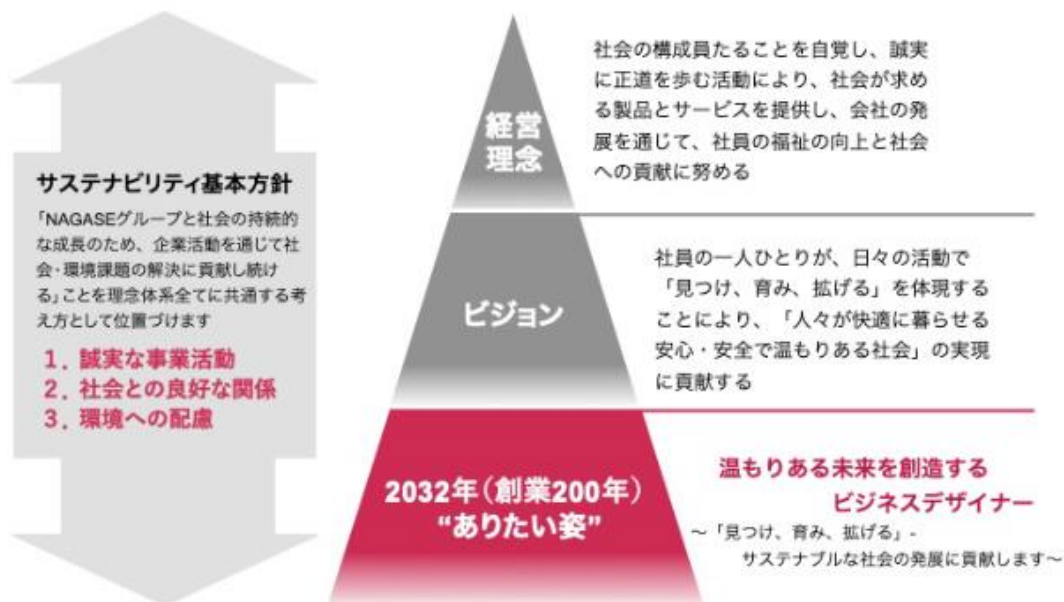 サステナビリティ基本方針
「NAGASEグループと社会の持続的
な成長のため、企業活動を通じて社
会・環境課題の解決に貢献し続け
る」ことを理念体系全てに共通する考
え方として位置づけます
1. 誠実な事業活動
2. 社会との良好な関係
3. 環境への配慮
経営
理念
社会の構成員たることを自覚し、誠実
に正道を歩む活動により、社会が求め
る製品とサービスを提供し、会社の発
展を通じて、社員の福祉の向上と社会
への貢献に努める
ビジョン
社員の一人ひとりが、日々の活動で
「見つけ、育み、拡げる」を体現する
ことにより、「人々が快適に暮らせる
安心・安全で温もりある社会」の実現
に貢献する
2032年（創業200年）
“ありたい姿”
温もりある未来を創造する
ビジネスデザイナー
～「見つけ、育み、拡げる」-
サステナブルな社会の発展に貢献します～